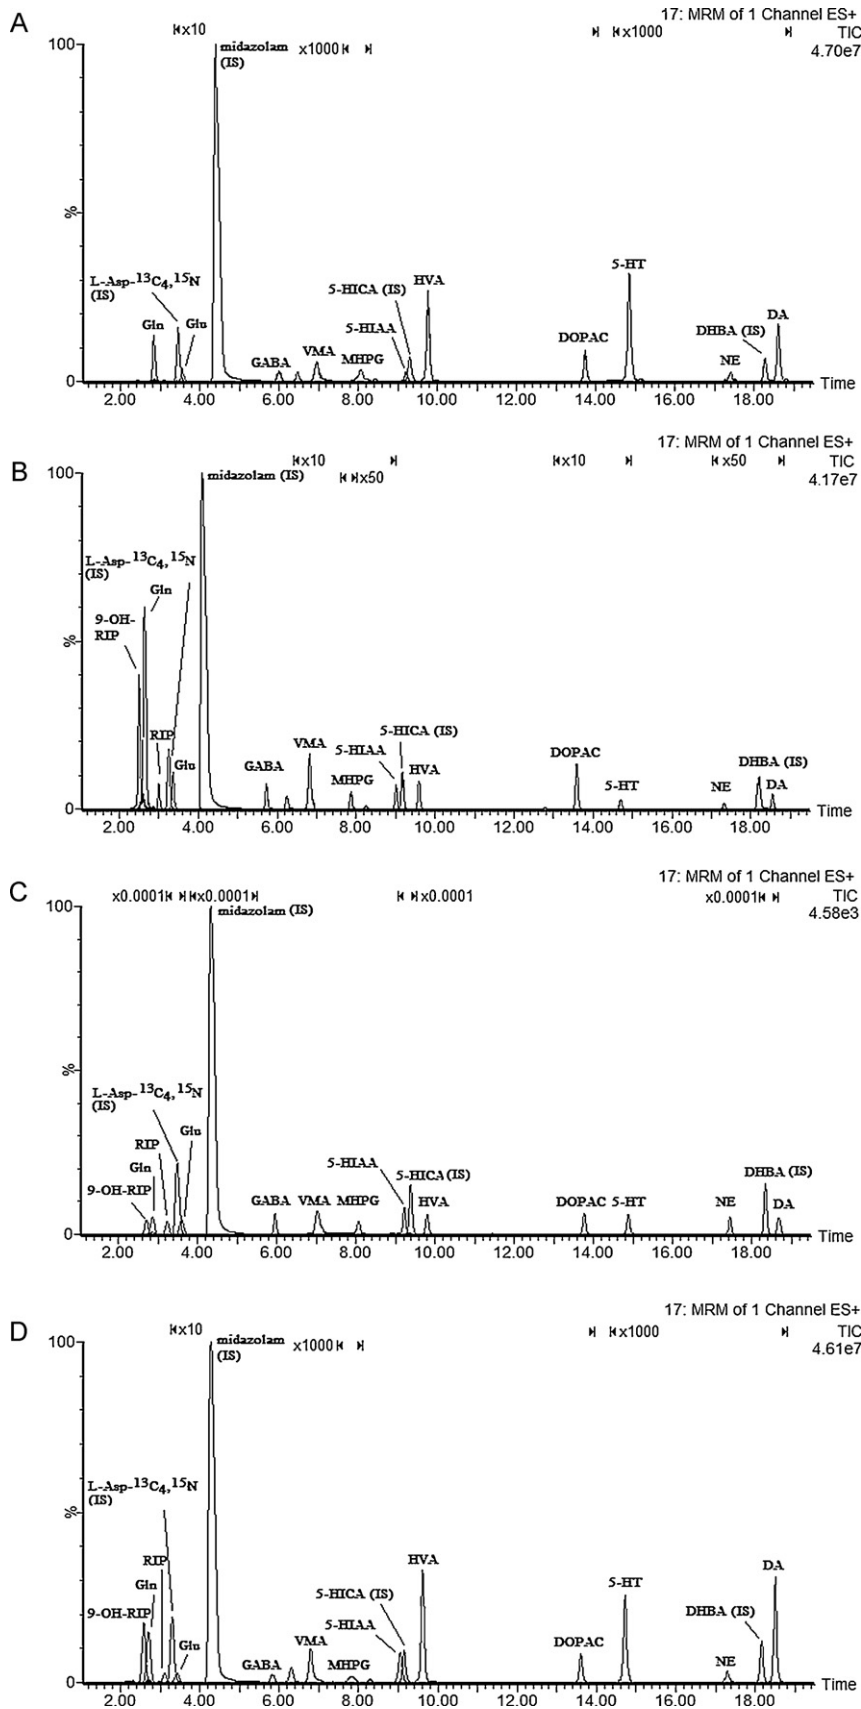 A
17: MRM of 1 Channel ES+
x10
TIC
x1000
x1000
4.70e7
100
midazolam
(IS)
%
L-Asp-13C4,15N
(IS)
Gln
Glu
GABA
VMA
MHPG
5-HICA (IS)
5-HIAA
HVA
DOPAC
5-HT
NE
DHBA (IS)
DA
0
2.00 4.00 6.00 8.00 10.00 12.00 14.00 16.00 18.00
Time
B
17: MRM of 1 Channel ES+
x10
x10
x50
TIC
x50
4.17e7
100
midazolam (IS)
%
L-Asp-13C4,15N
(IS)
Gln
9-OH-
RIP
RIP
Glu
GABA
VMA
MHPG
5-HIAA
5-HICA (IS)
HVA
DOPAC
5-HT
NE
DHBA (IS)
DA
0
2.00 4.00 6.00 8.00 10.00 12.00 14.00 16.00 18.00
Time
C
17: MRM of 1 Channel ES+
x0.0001
x0.0001
x0.0001
x0.0001
TIC
4.58e3
100
midazolam (IS)
%
L-Asp-13C4,15N
(IS)
RIP
Glu
Gln
9-OH-RIP
GABA
VMA
MHPG
5-HIAA
5-HICA (IS)
HVA
DOPAC
5-HT
NE
DHBA (IS)
DA
0
2.00 4.00 6.00 8.00 10.00 12.00 14.00 16.00 18.00
Time
D
17: MRM of 1 Channel ES+
x10
x1000
x1000
TIC
4.61e7
100
midazolam
(IS)
%
L-Asp-13C4,15N
(IS)
RIP
Gln
9-OH-RIP
Glu
GABA
VMA
MHPG
5-HICA (IS)
5-HIAA
HVA
DOPAC
5-HT
NE
DHBA (IS)
DA
0
2.00 4.00 6.00 8.00 10.00 12.00 14.00 16.00 18.00
Time